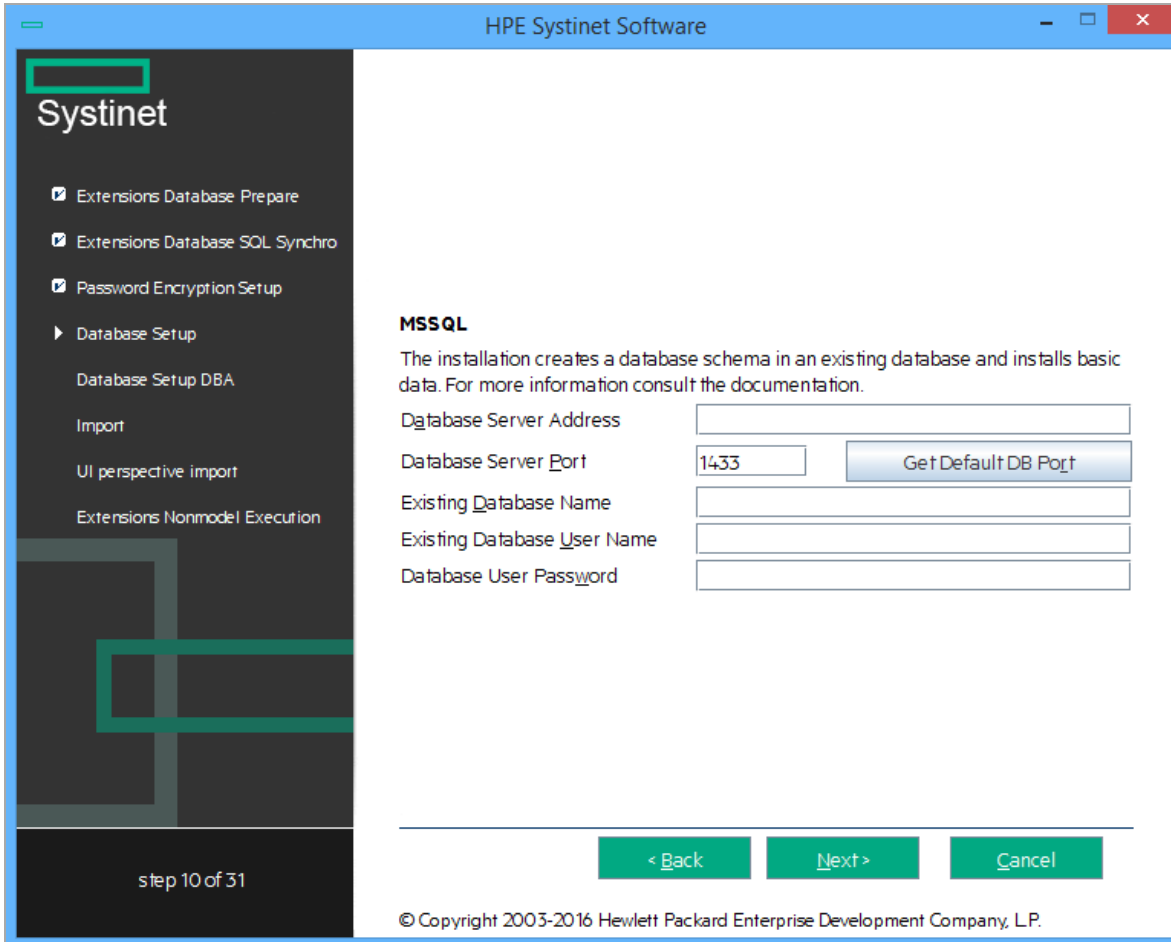 HPE Systinet Software
Systinet
Extensions Database Prepare
Extensions Database SQL Synchro
Password Encryption Setup
Database Setup
Database Setup DBA
Import
UI perspective import
Extensions Nonmodel Execution
step 10 of 31
MSSQL
The installation creates a database schema in an existing database and installs basic
data. For more information consult the documentation.
Database Server Address
Database Server Port 1433 Get Default DB Port
Existing Database Name
Existing Database User Name
Database User Password
< Back Next > Cancel
© Copyright 2003-2016 Hewlett Packard Enterprise Development Company, L.P.